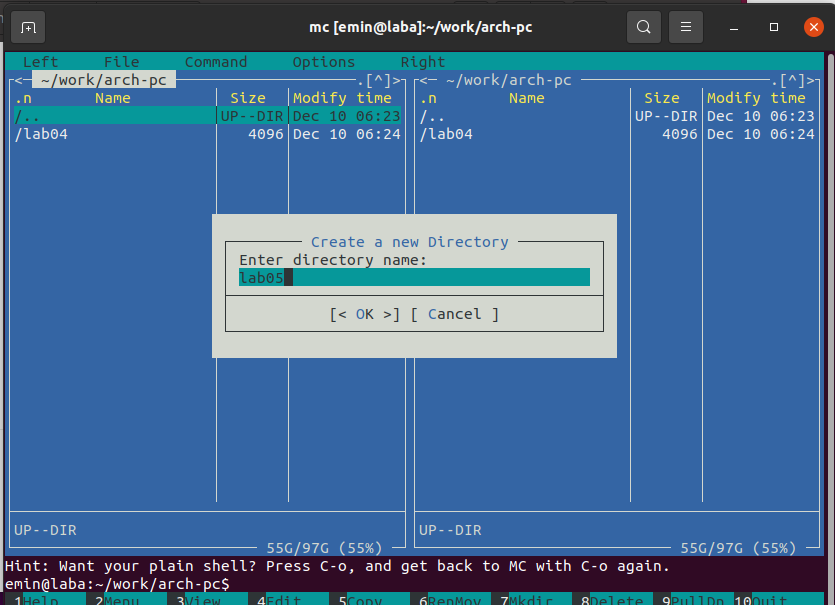 mc [emin@laba]:~/work/arch-pc
Left File Command Options Right
<─ ~/work/arch-pc ─.[^]>┐ <─ ~/work/arch-pc ─.[^]>┐
.n Name Size Modify time .n Name Size Modify time
/.. UP--DIR Dec 10 06:23 /.. UP--DIR Dec 10 06:23
/lab04 4096 Dec 10 06:24 /lab04 4096 Dec 10 06:24
Create a new Directory
Enter directory name:
lab05
[< OK >] [ Cancel ]
UP--DIR UP--DIR
55G/97G (55%) 55G/97G (55%)
Hint: Want your plain shell? Press C-o, and get back to MC with C-o again.
emin@laba:~/work/arch-pc$
1Help 2Menu 3View 4Edit 5Copy 6RenMov 7Mkdir 8Delete 9PullDn 10Quit